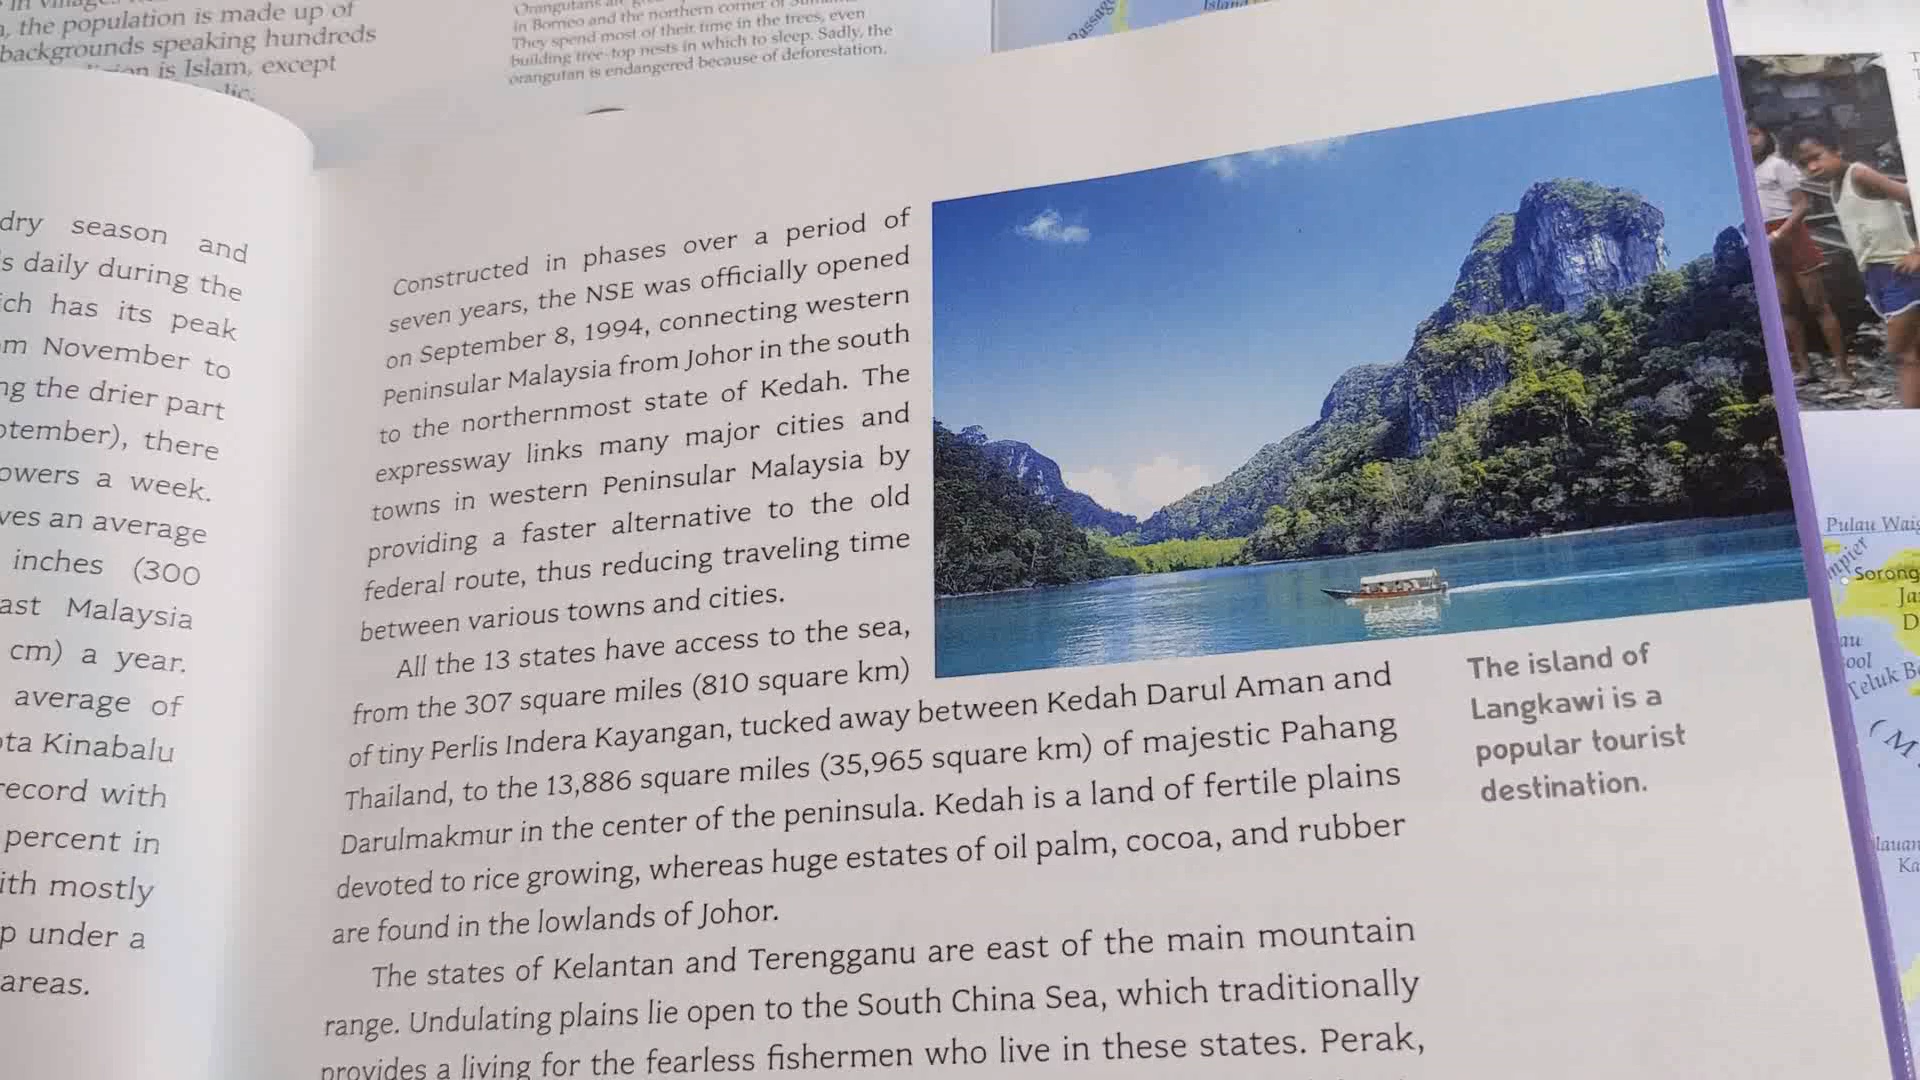 , the population is made up of
backgrounds speaking hundreds
is Islam, except
in Borneo and the northern corner of
They spend most of their time in the trees, even
building tree-top nests in which to sleep. Sadly, the
orangutan is endangered because of deforestation.
Passage
Island
dry season and
s daily during the
ch has its peak
m November to
ng the drier part
ptember), there
owers a week.
ves an average
inches (300
ast Malaysia
cm) a year.
average of
ta Kinabalu
record with
percent in
ith mostly
p under a
areas.
Constructed in phases over a period of
seven years, the NSE was officially opened
on September 8, 1994, connecting western
Peninsular Malaysia from Johor in the south
to the northernmost state of Kedah. The
expressway links many major cities and
towns in western Peninsular Malaysia by
providing a faster alternative to the old
federal route, thus reducing traveling time
between various towns and cities.
All the 13 states have access to the sea,
from the 307 square miles (810 square km)
of tiny Perlis Indera Kayangan, tucked away between Kedah Darul Aman and
Thailand, to the 13,886 square miles (35,965 square km) of majestic Pahang
Darulmakmur in the center of the peninsula. Kedah is a land of fertile plains
devoted to rice growing, whereas huge estates of oil palm, cocoa, and rubber
are found in the lowlands of Johor.
The states of Kelantan and Terengganu are east of the main mountain
range. Undulating plains lie open to the South China Sea, which traditionally
provides a living for the fearless fishermen who live in these states. Perak,
The island of
Langkawi is a
popular tourist
destination.
Pulau Waig
mpier
Sorong
Ja
D
au
ool
Teluk B
(M
lauan
Ka